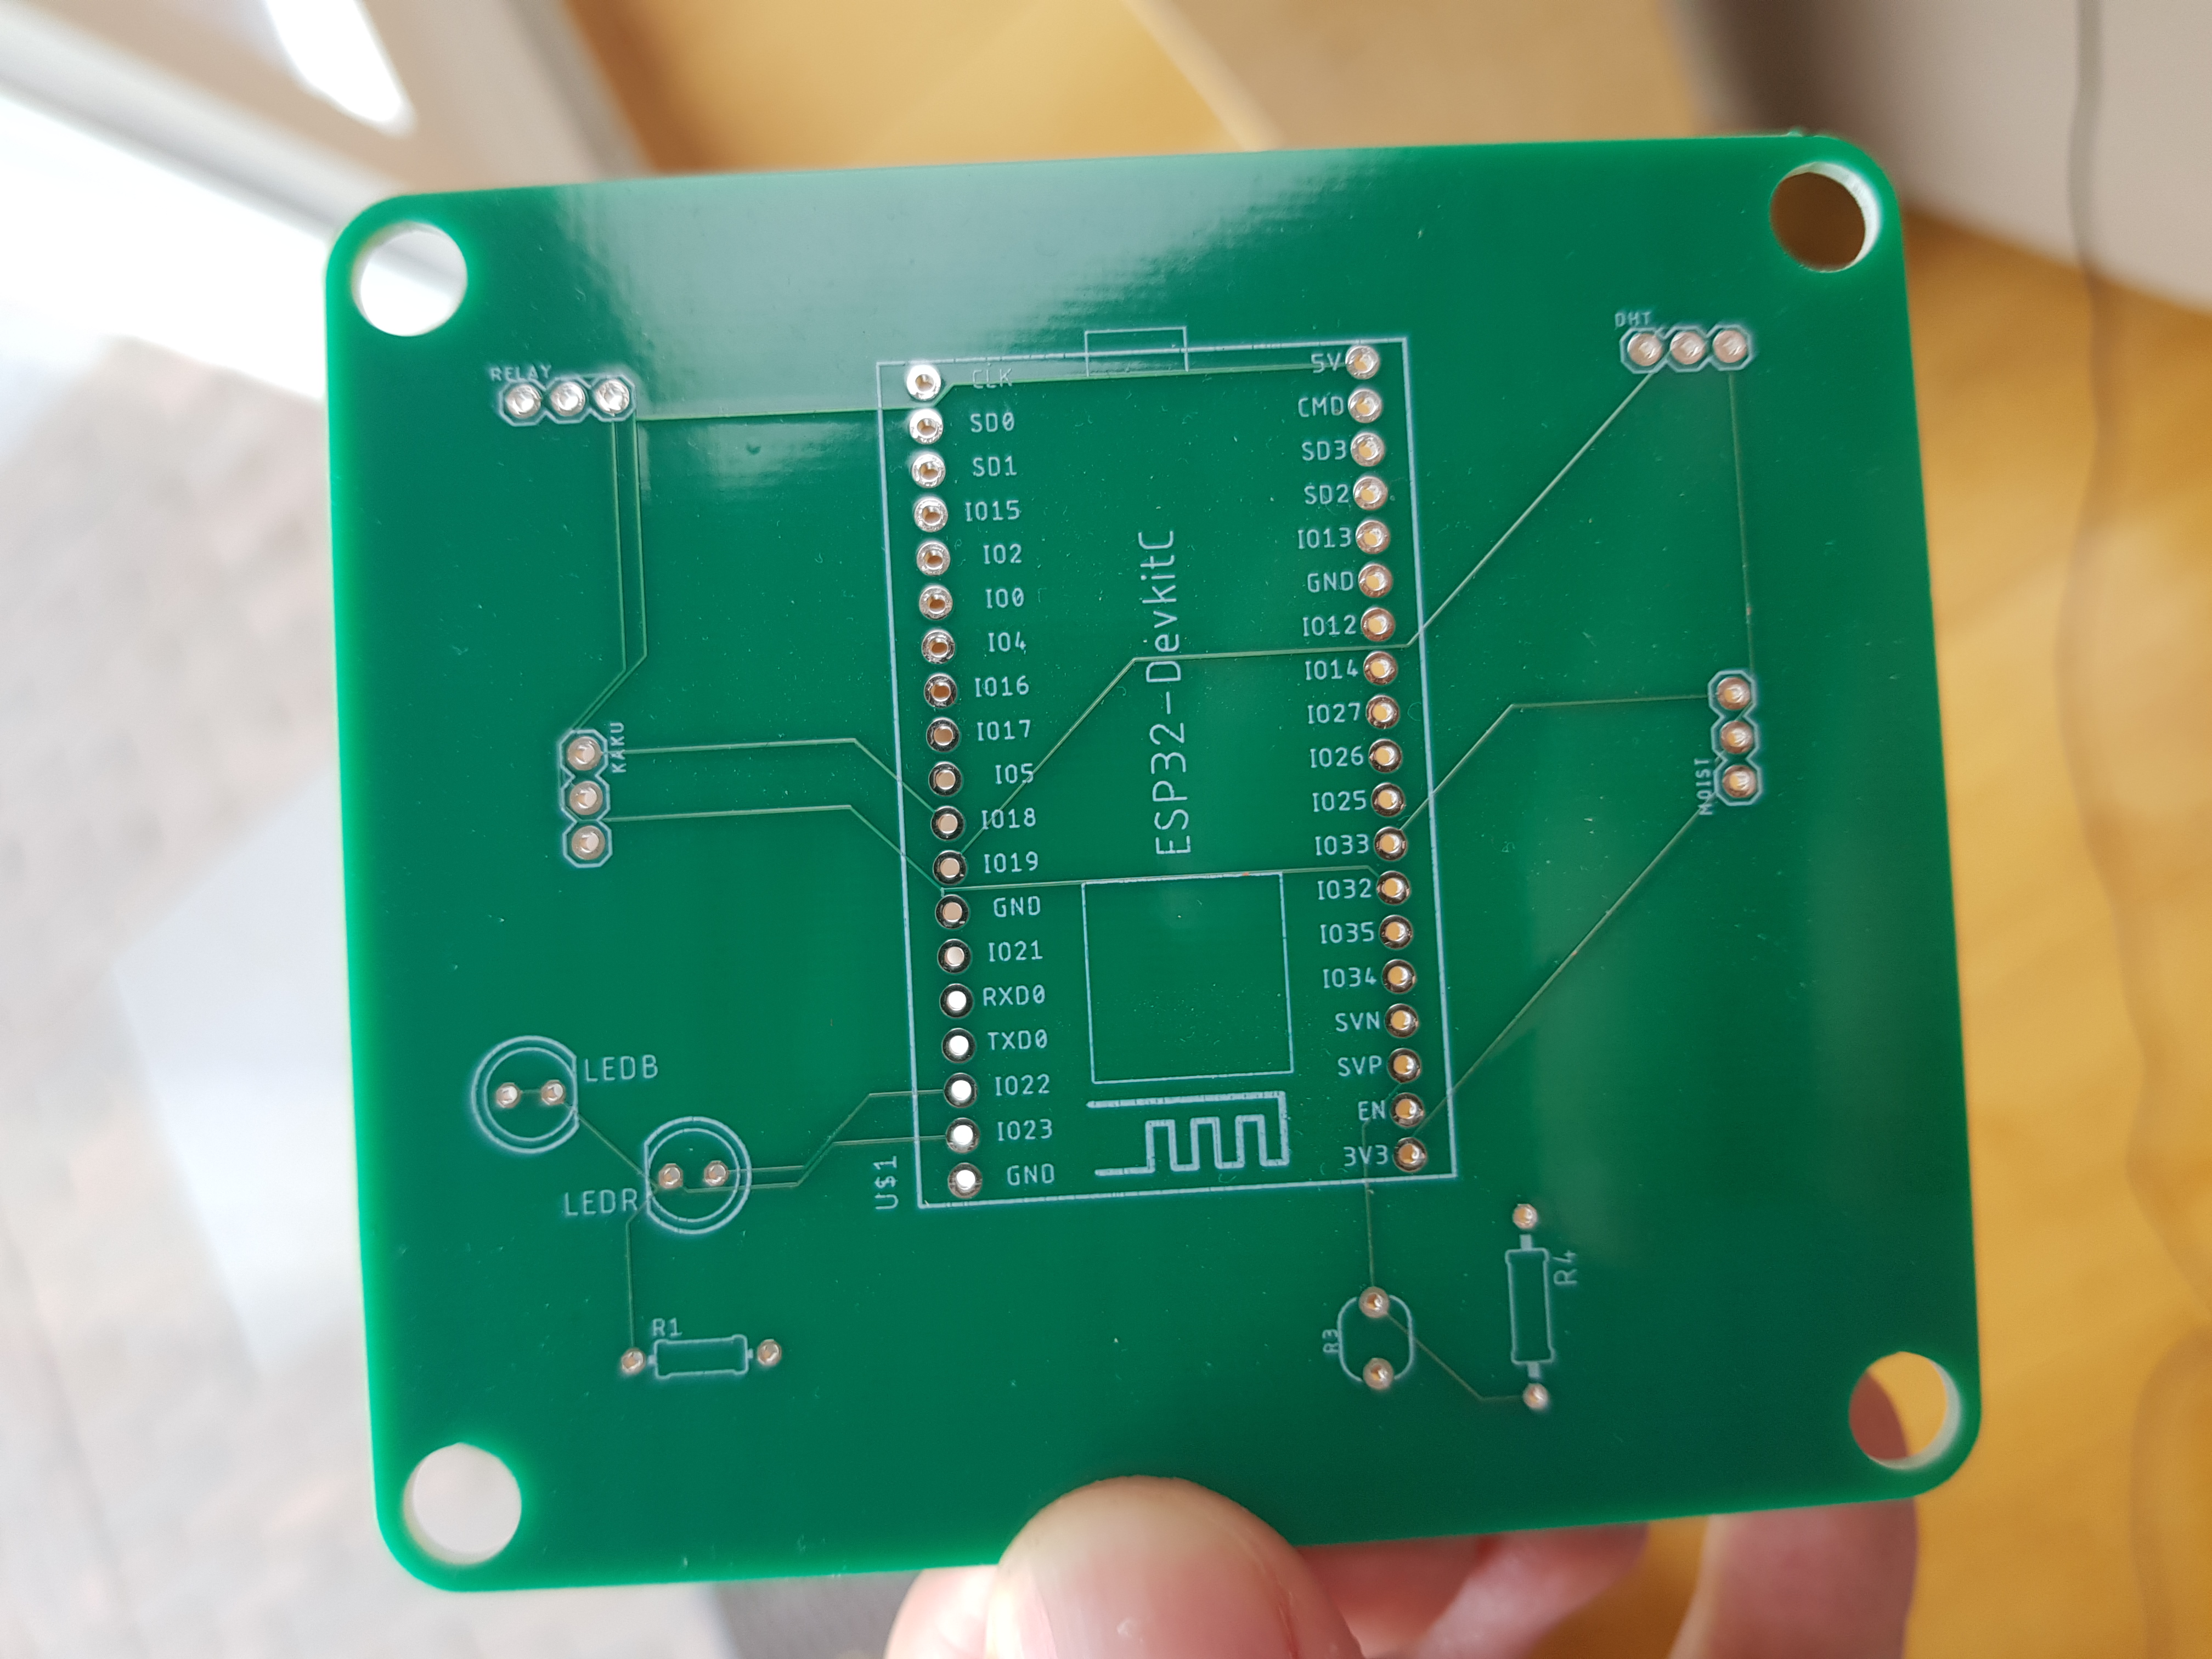 RELAY
LEDR
LEDB
KAKU
R1
U$1
GND
IO23
IO22
TXD0
RXD0
IO21
GND
IO19
IO18
IO5
IO17
IO16
IO4
IO0
IO2
IO15
SD1
SD0
CLK
ESP32-DevkitC
R3
3V3
EN
SVP
SVN
IO34
IO35
IO32
IO33
IO25
IO26
IO27
IO14
IO12
GND
IO13
SD2
SD3
CMD
5V
R4
DHT
MOIST